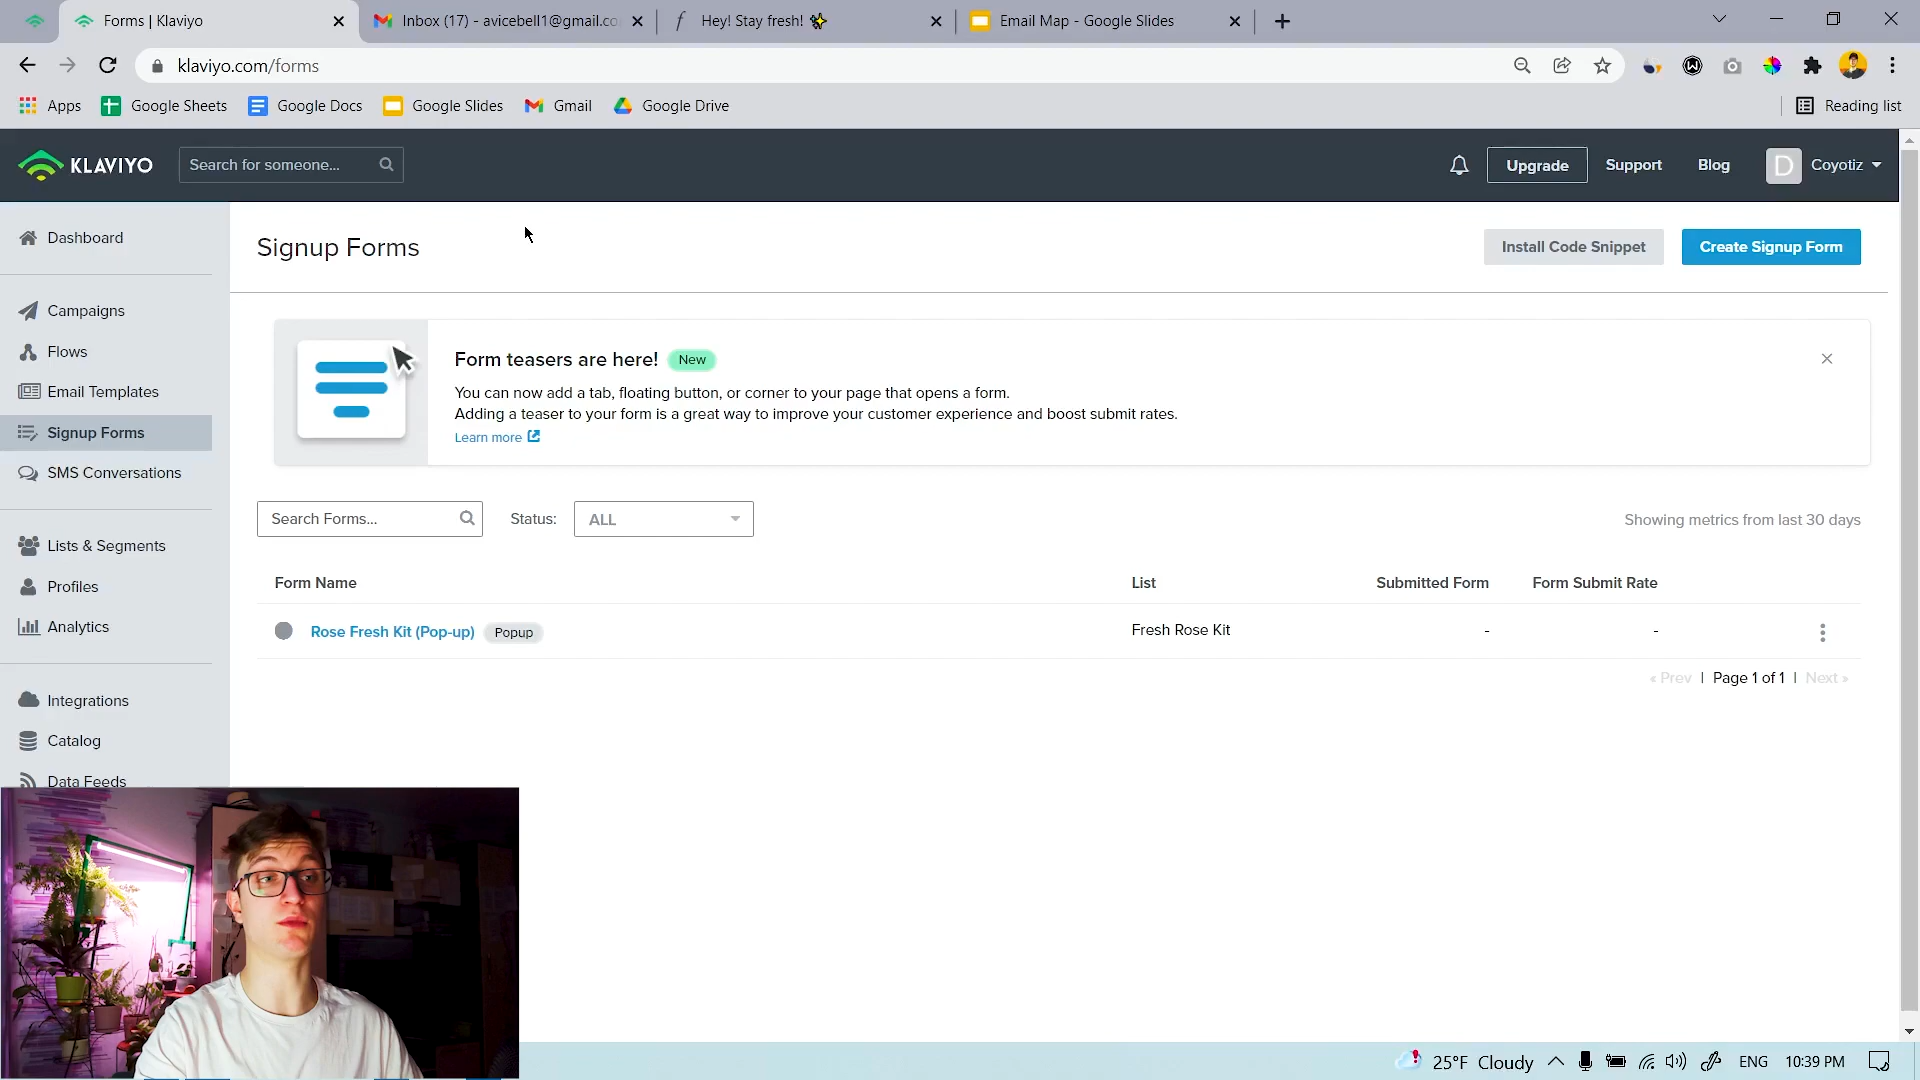 Forms | Klaviyo
Inbox (17) - avicebell1@gmail.co
Hey! Stay fresh! ✨
Email Map - Google Slides
klaviyo.com/forms
Apps
Google Sheets
Google Docs
Google Slides
Gmail
Google Drive
Reading list
KLAVIYO
Search for someone...
Upgrade
Support
Blog
D
Coyotiz
Dashboard
Campaigns
Flows
Email Templates
Signup Forms
SMS Conversations
Lists & Segments
Profiles
Analytics
Integrations
Catalog
Data Feeds
Signup Forms
Install Code Snippet
Create Signup Form
Form teasers are here! New
You can now add a tab, floating button, or corner to your page that opens a form.
Adding a teaser to your form is a great way to improve your customer experience and boost submit rates.
Learn more
Search Forms...
Status:
ALL
Showing metrics from last 30 days
Form Name List Submitted Form Form Submit Rate
Rose Fresh Kit (Pop-up) Popup Fresh Rose Kit - -
« Prev | Page 1 of 1 | Next »
25°F Cloudy
ENG
10:39 PM